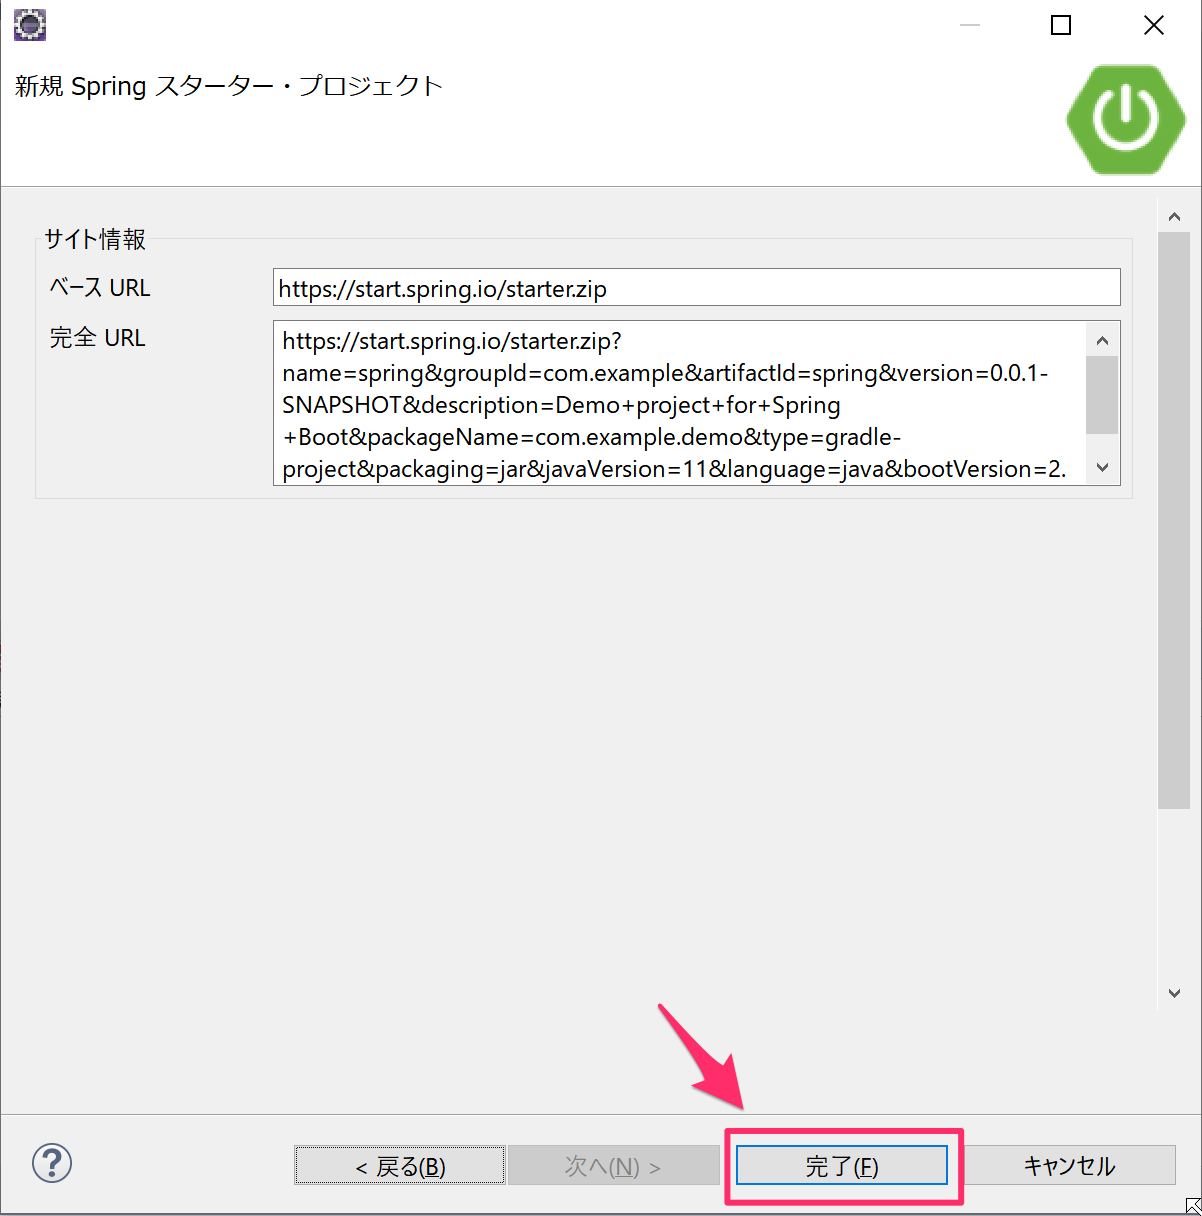 新規 Spring スターター・プロジェクト
サイト情報
ベース URL
https://start.spring.io/starter.zip
完全 URL
https://start.spring.io/starter.zip?
name=spring&groupId=com.example&artifactId=spring&version=0.0.1-
SNAPSHOT&description=Demo+project+for+Spring
+Boot&packageName=com.example.demo&type=gradle-
project&packaging=jar&javaVersion=11&language=java&bootVersion=2.
?
< 戻る(B)
次へ(N) >
完了(F)
キャンセル